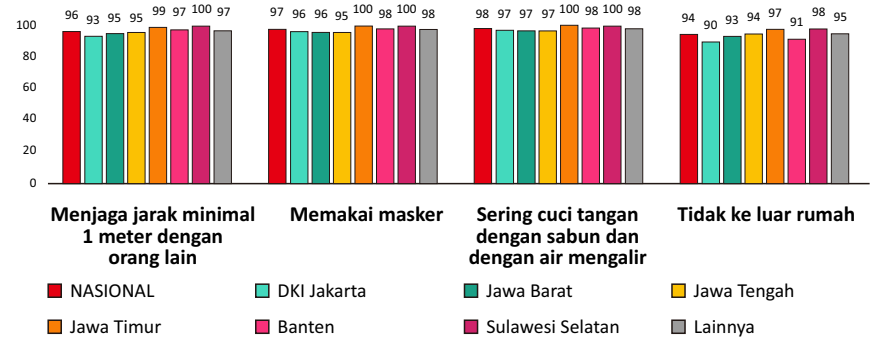 96 93 95 95 99 97 100 97
97 96 96 95 100 98 100 98
98 97 97 97 100 98 100 98
94 90 93 94 97 91 98 95
100
80
60
40
20
0
Menjaga jarak minimal
1 meter dengan
orang lain
Memakai masker
Sering cuci tangan
dengan sabun dan
dengan air mengalir
Tidak ke luar rumah
NASIONAL
DKI Jakarta
Jawa Barat
Jawa Tengah
Jawa Timur
Banten
Sulawesi Selatan
Lainnya